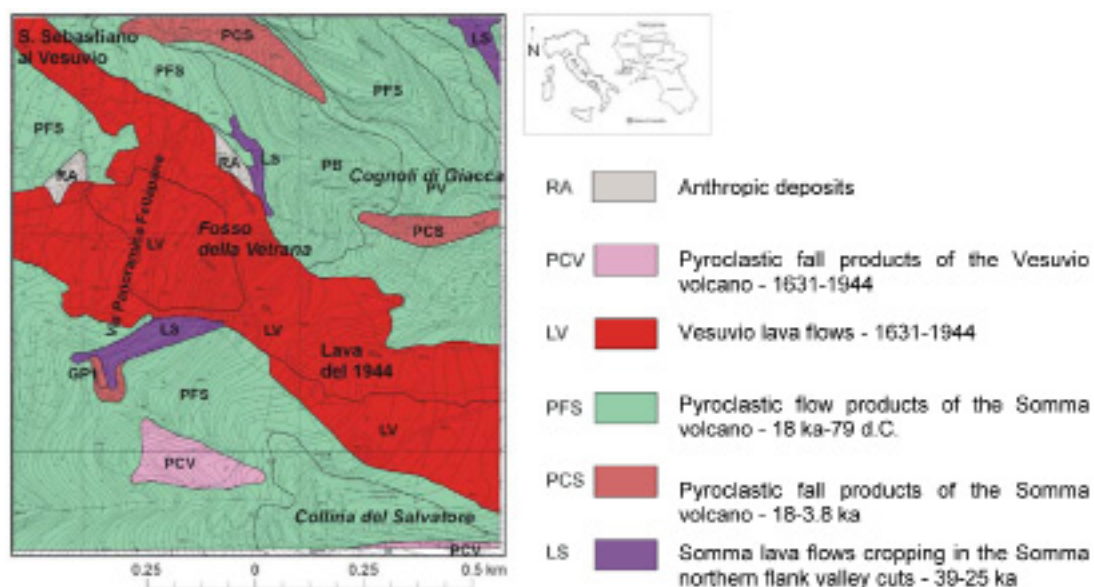 S. Sebastiano
al Vesuvio
PCS
LS
PFS
PFS
PFS
RA
RA
LS
PB
Cognoli di Giacca
PV
Via Panoramica Fellapane
LV
Fosso
della Vetrana
PCS
LS
LV
Lava
del 1944
GP1
PFS
LV
PCV
Collina del Salvatore
PCV
0.25
0
0.25
0.5 km
N
RA
Anthropic deposits
PCV
Pyroclastic fall products of the Vesuvio
volcano - 1631-1944
LV
Vesuvio lava flows - 1631-1944
PFS
Pyroclastic flow products of the Somma
volcano - 18 ka-79 d.C.
PCS
Pyroclastic fall products of the Somma
volcano - 18-3.8 ka
LS
Somma lava flows cropping in the Somma
northern flank valley cuts - 39-25 ka